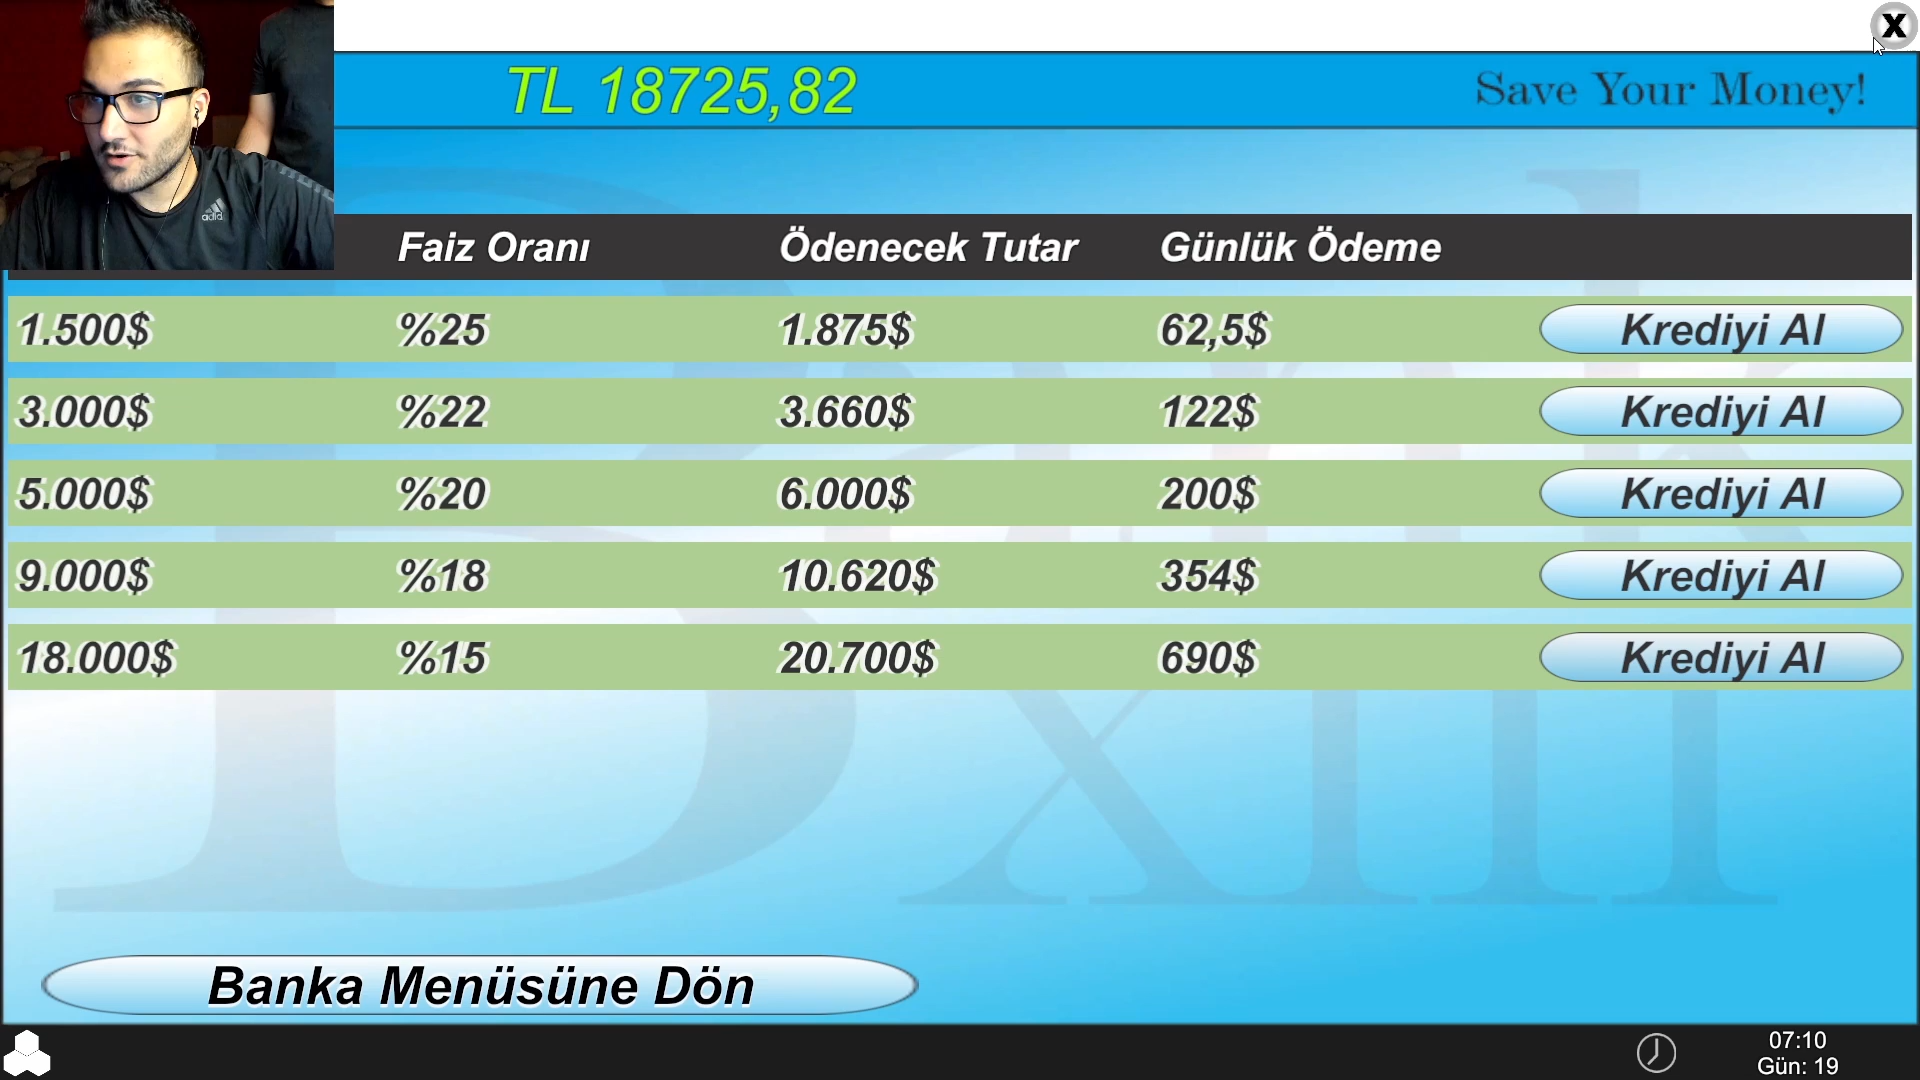 X
TL 18725,82
Save Your Money!
adid
Faiz Oranı Ödenecek Tutar Günlük Ödeme
1.500$ %25 1.875$ 62,5$ Krediyi Al
3.000$ %22 3.660$ 122$ Krediyi Al
5.000$ %20 6.000$ 200$ Krediyi Al
9.000$ %18 10.620$ 354$ Krediyi Al
18.000$ %15 20.700$ 690$ Krediyi Al
Bank
XIII
Banka Menüsüne Dön
07:10
Gün: 19